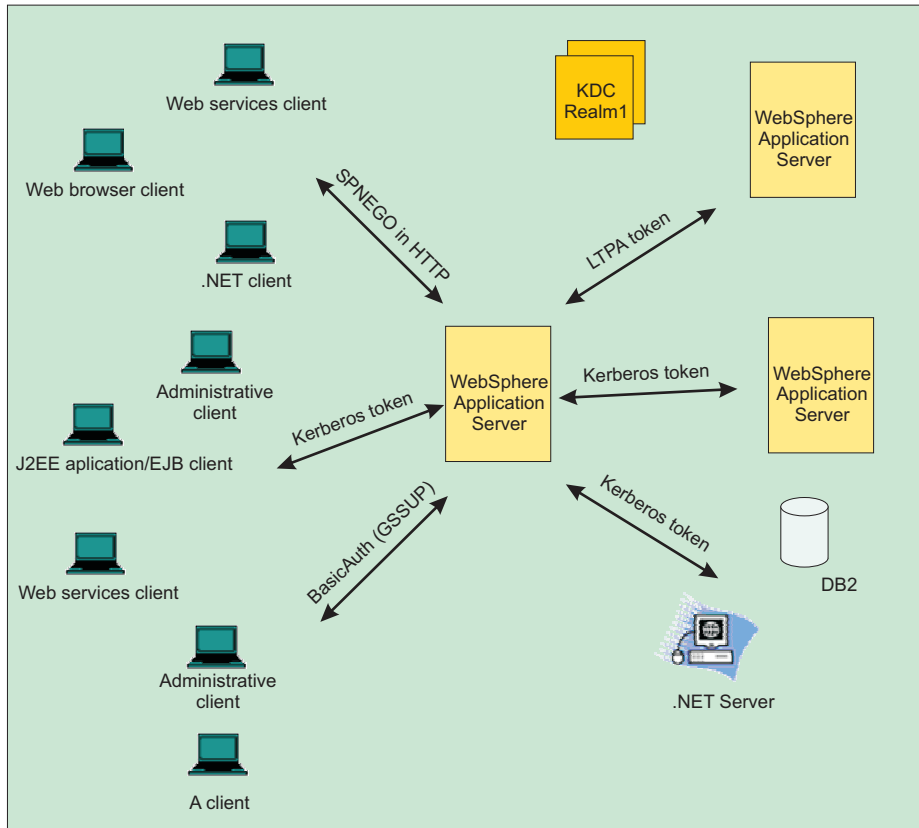 Web services client
KDC
Realm1
WebSphere
Application
Server
Web browser client
SPNEGO in HTTP
.NET client
LTPA token
Administrative
client
Kerberos token
J2EE aplication/EJB client
WebSphere
Application
Server
Kerberos token
WebSphere
Application
Server
Web services client
BasicAuth (GSSUP)
Kerberos token
DB2
Administrative
client
.NET Server
A client